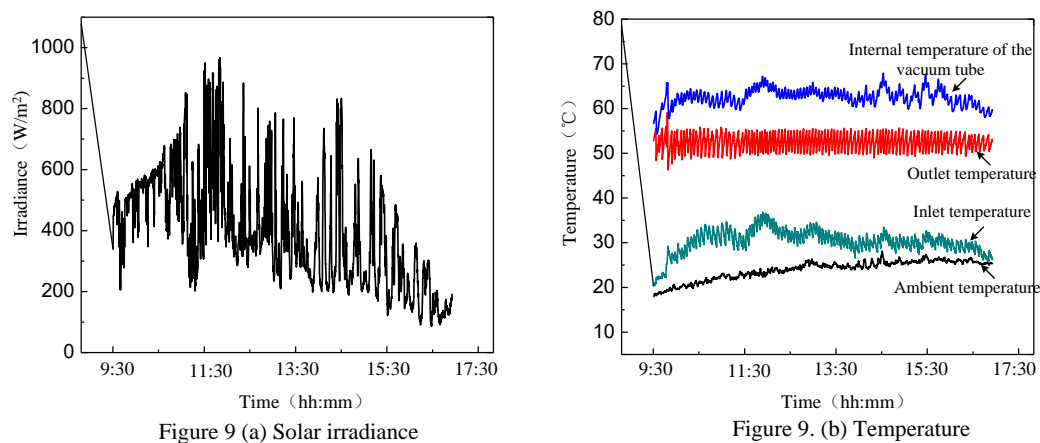 1000
800
600
400
200
0
Irradiance（W/m²）
9:30 11:30 13:30 15:30 17:30
Time（hh:mm）
Figure 9 (a) Solar irradiance
80
70
60
50
40
30
20
10
Temperature（℃）
Internal temperature of the
vacuum tube
Outlet temperature
Inlet temperature
Ambient temperature
9:30 11:30 13:30 15:30 17:30
Time（hh:mm）
Figure 9. (b) Temperature